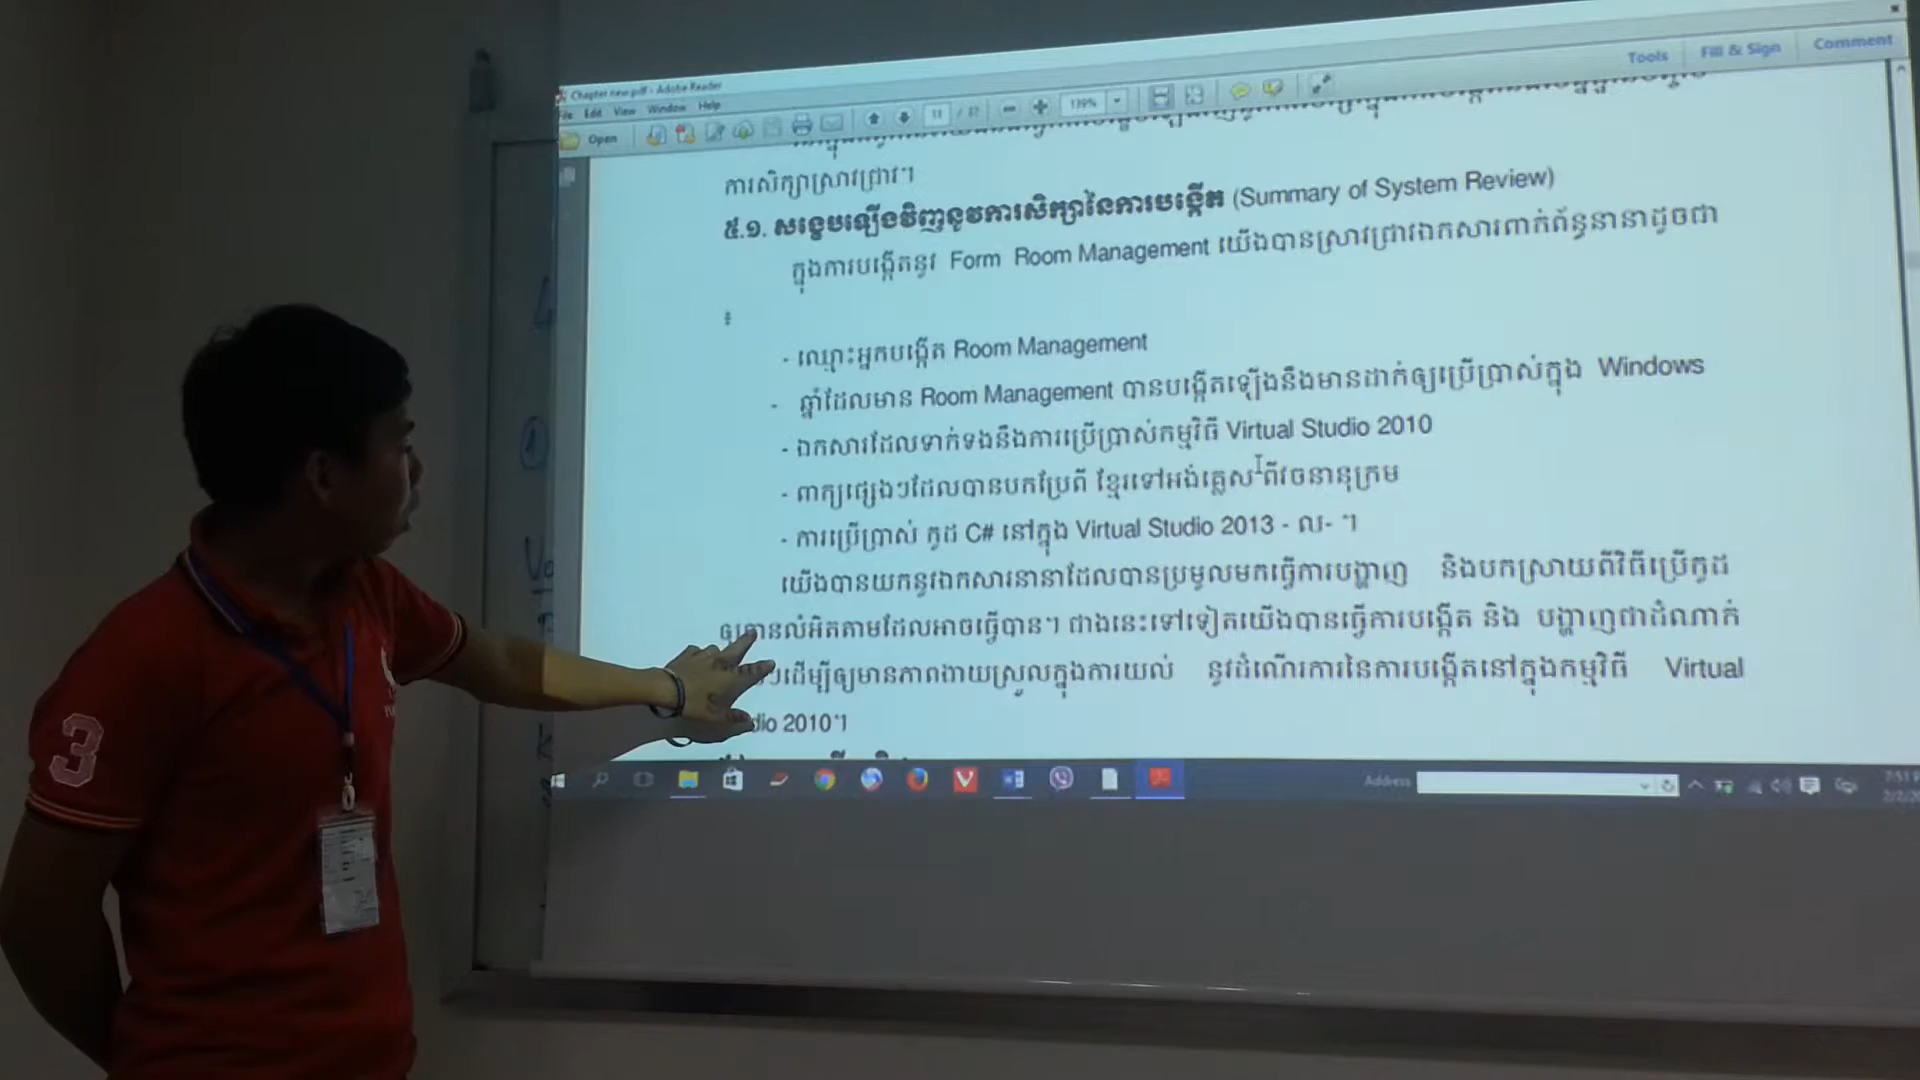 Chapter new.pdf - Adobe Reader
Edit View Window Help
Tools Fill & Sign Comment
Open 139%
ការសិក្សាស្រាវជ្រាវ។
៥.១. សង្ខេបឡើងវិញនូវការសិក្សានៃការបង្កើត (Summary of System Review)
ក្នុងការបង្កើតនូវ Form Room Management យើងបានស្រាវជ្រាវឯកសារពាក់ព័ន្ធនានាដូចជា
៖
- ឈ្មោះអ្នកបង្កើត Room Management
- ឆ្នាំដែលមាន Room Management បានបង្កើតឡើងនឹងមានដាក់ឲ្យប្រើប្រាស់ក្នុង Windows
- ឯកសារដែលទាក់ទងនឹងការប្រើប្រាស់កម្មវិធី Virtual Studio 2010
- ពាក្យផ្សេងៗដែលបានបកប្រែពី ខ្មែរទៅអង់គ្លេស ពីវចនានុក្រម
- ការប្រើប្រាស់ កូដ C# នៅក្នុង Virtual Studio 2013 - ល- ។
យើងបានយកនូវឯកសារនានាដែលបានប្រមូលមកធ្វើការបង្ហាញ និងបកស្រាយពីវិធីប្រើកូដ
ឲ្យបានលំអិតតាមដែលអាចធ្វើបាន។ ជាងនេះទៅទៀតយើងបានធ្វើការបង្កើត និង បង្ហាញជាដំណាក់
ដើម្បីឲ្យមានភាពងាយស្រួលក្នុងការយល់ នូវដំណើរការនៃការបង្កើតនៅក្នុងកម្មវិធី Virtual
2010។
Address
3